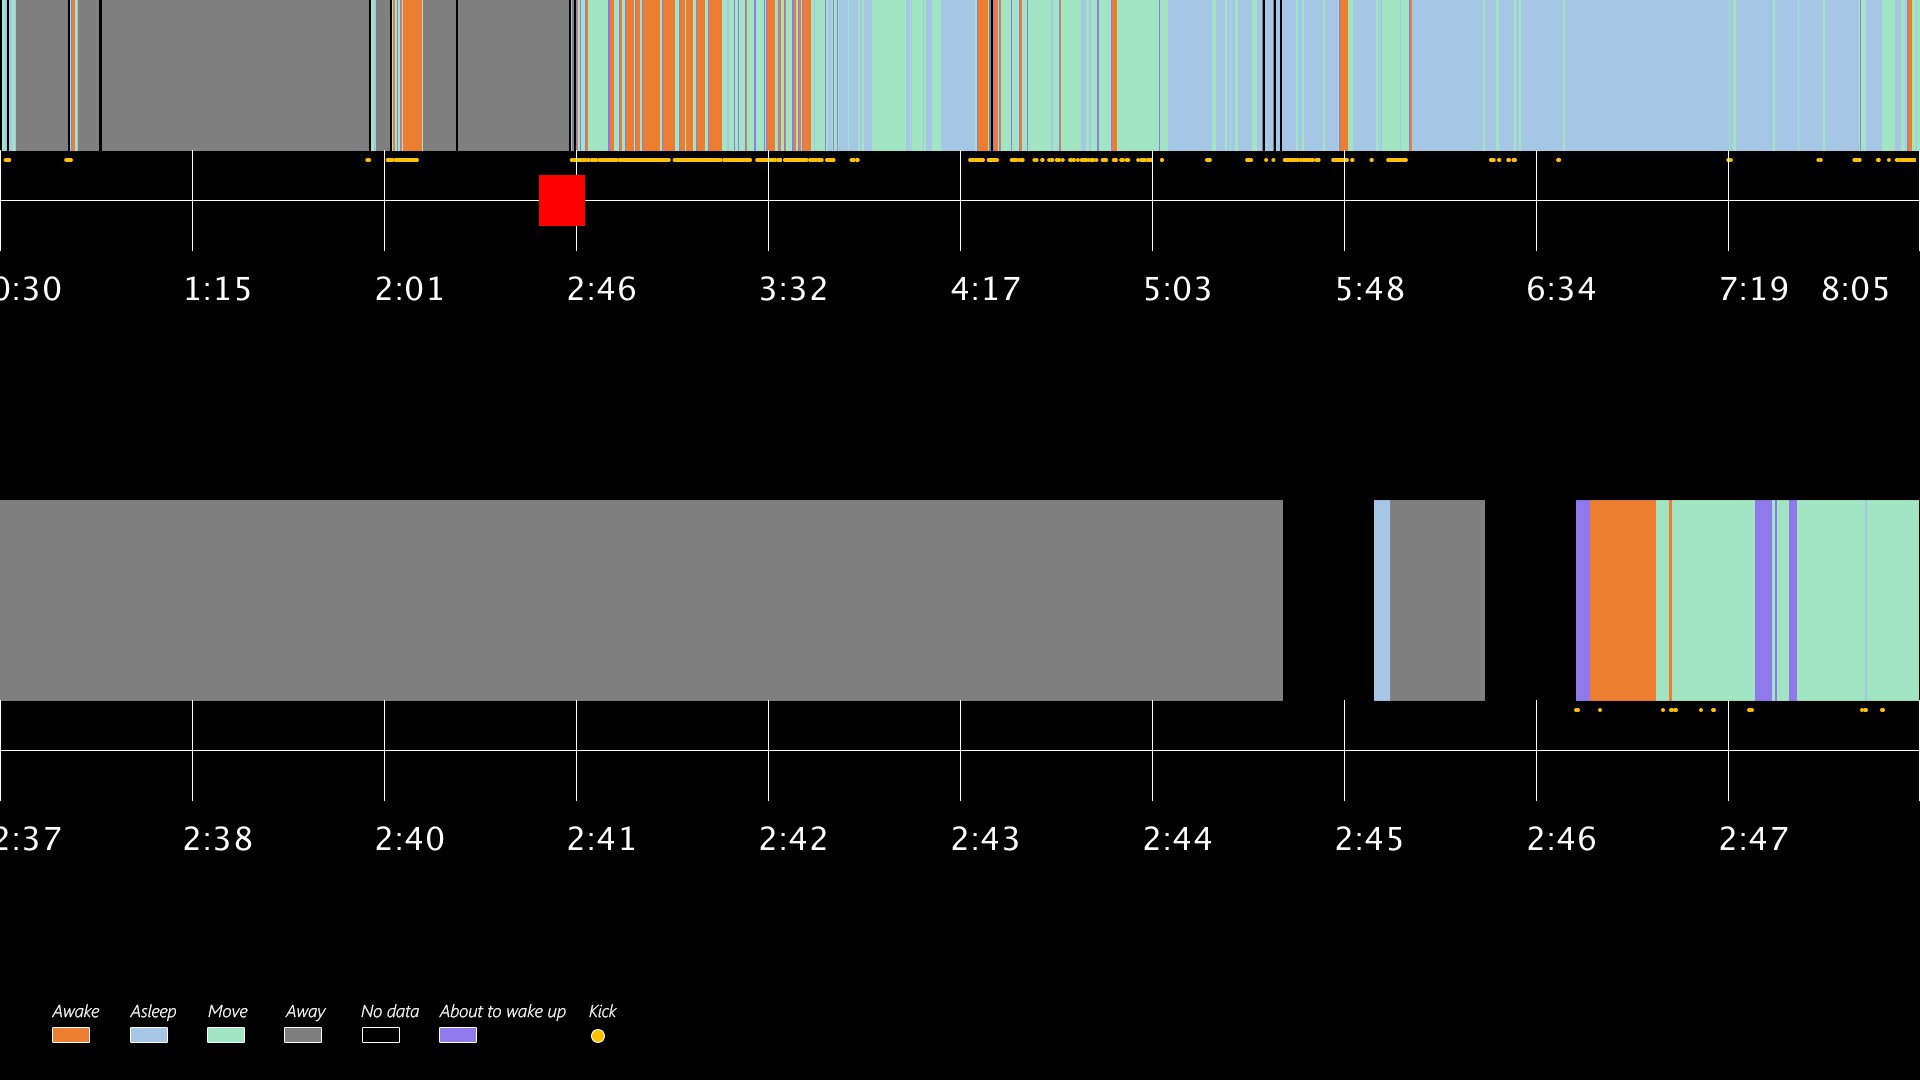 0:30 1:15 2:01 2:46 3:32 4:17 5:03 5:48 6:34 7:19 8:05
2:37 2:38 2:40 2:41 2:42 2:43 2:44 2:45 2:46 2:47
Awake Asleep Move Away No data About to wake up Kick